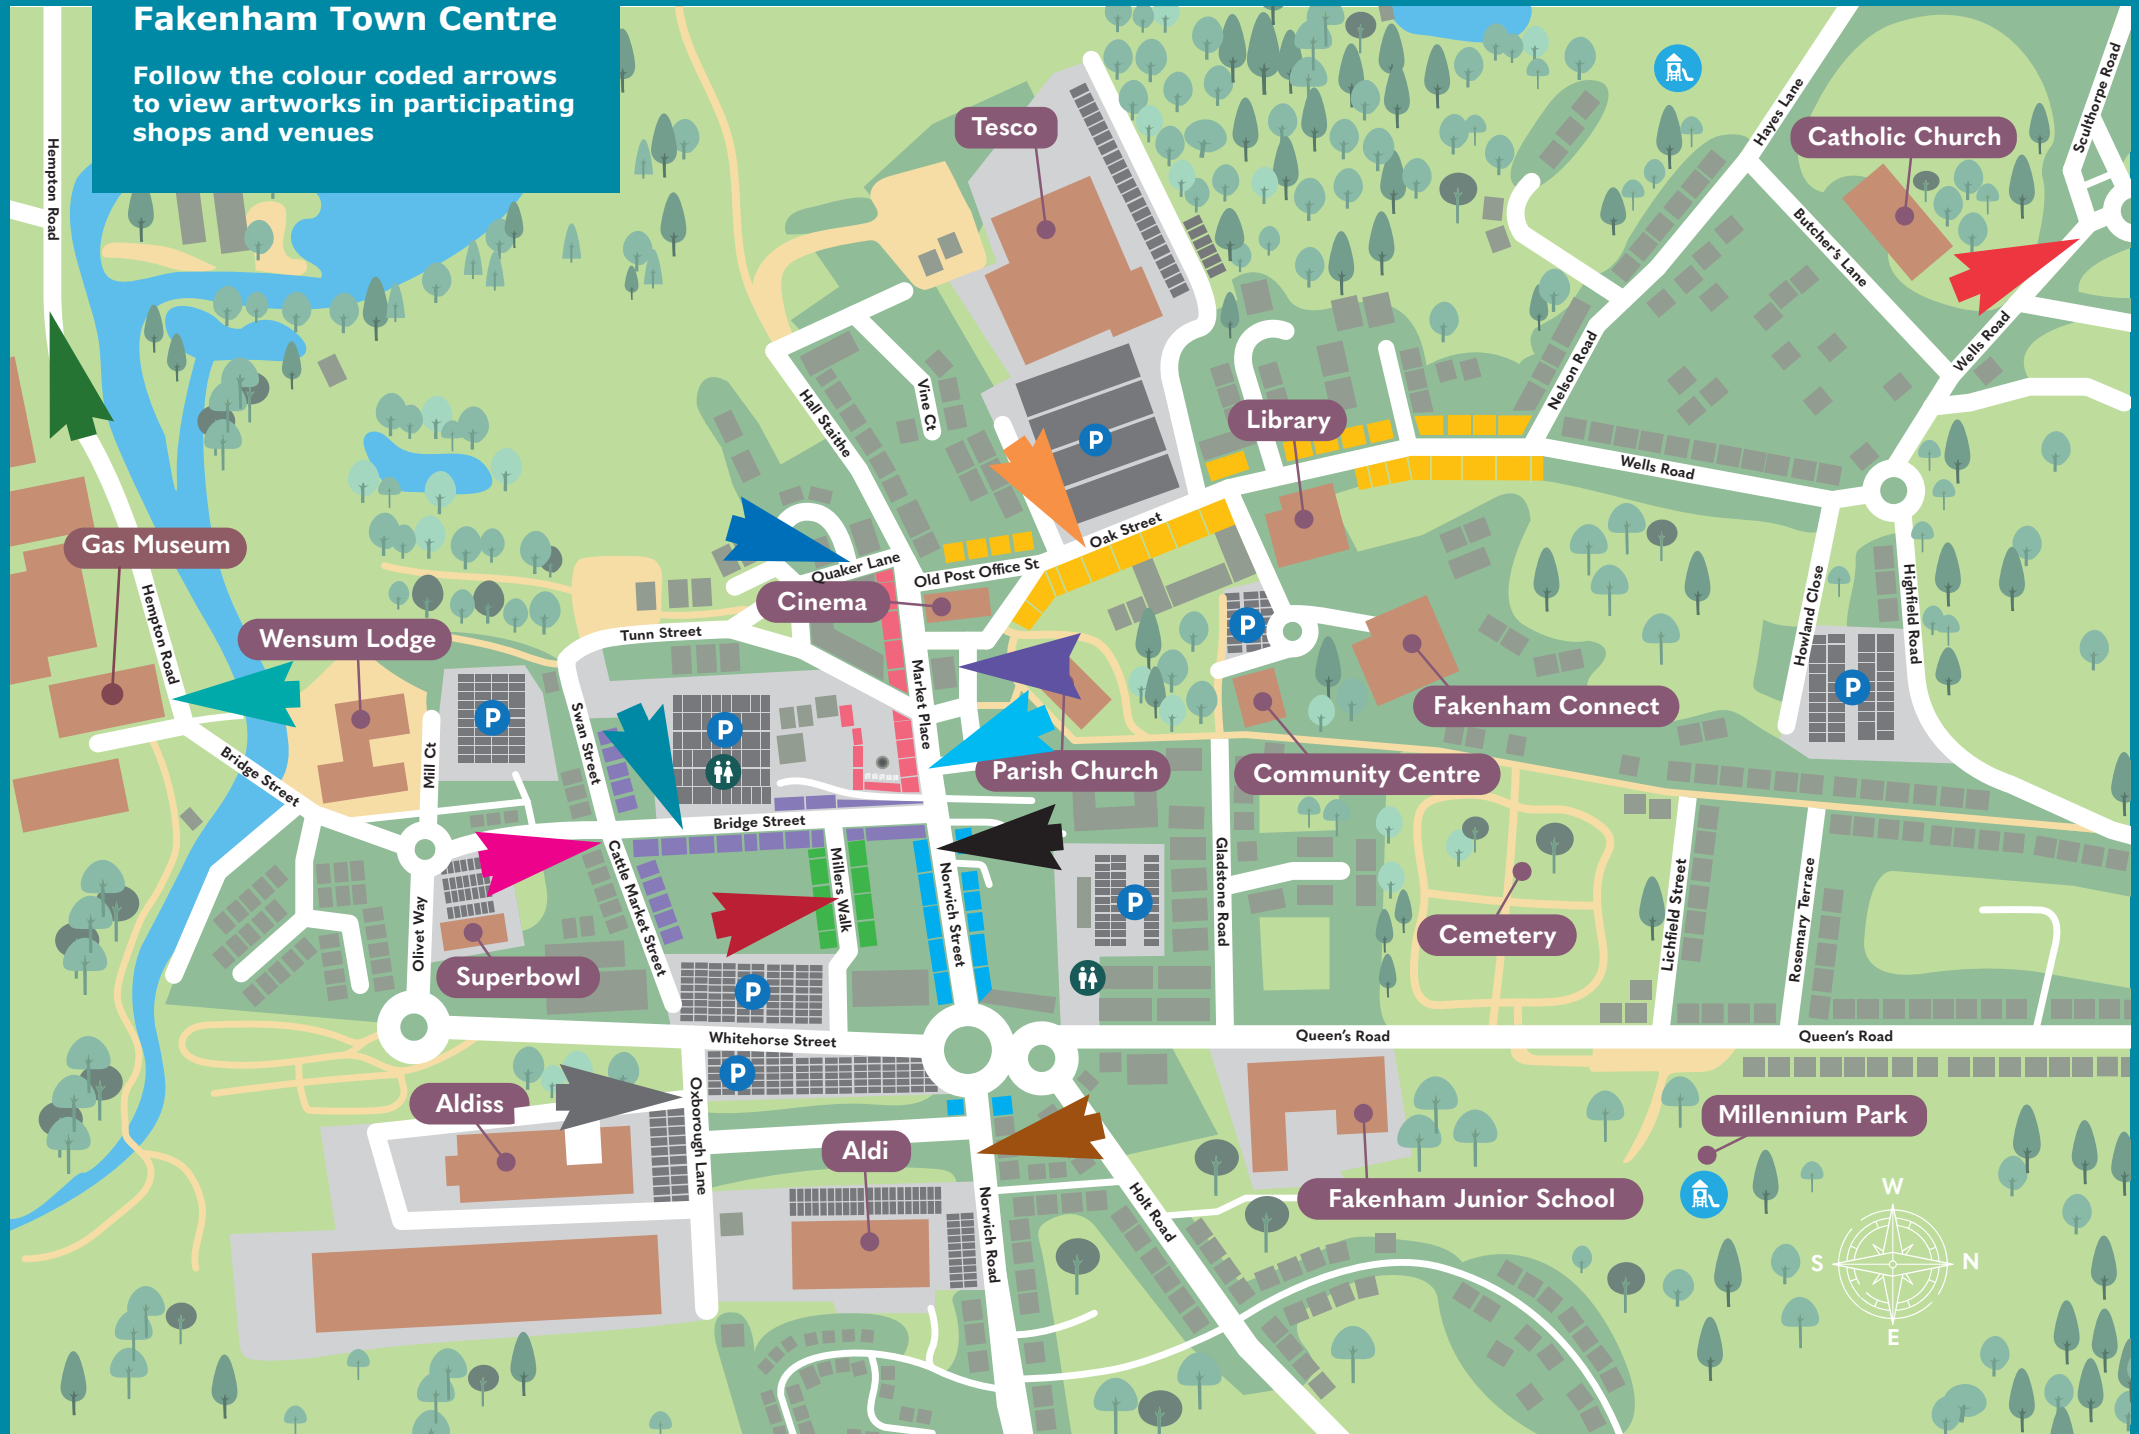 Fakenham Town Centre
Follow the colour coded arrows
to view artworks in participating
shops and venues
Hempton Road
Tesco
Hayes Lane
Catholic Church
Sculthorpe Road
Butcher's Lane
Wells Road
Nelson Road
Vine Ct
Hall Staithe
Library
P
Wells Road
Oak Street
Gas Museum
Quaker Lane
Old Post Office St
Cinema
Hempton Road
Wensum Lodge
Tunn Street
P
Howland Close
Highfield Road
Market Place
P
P
P
Fakenham Connect
Swan Street
Mill Ct
Bridge Street
Parish Church
Community Centre
Bridge Street
Cattle Market Street
Millers Walk
Norwich Street
Gladstone Road
P
Lichfield Street
Rosemary Terrace
Olivet Way
Cemetery
Superbowl
P
Whitehorse Street
Queen's Road
Queen's Road
P
Aldiss
Oxborough Lane
Millennium Park
Aldi
Norwich Road
Holt Road
Fakenham Junior School
W
S
N
E